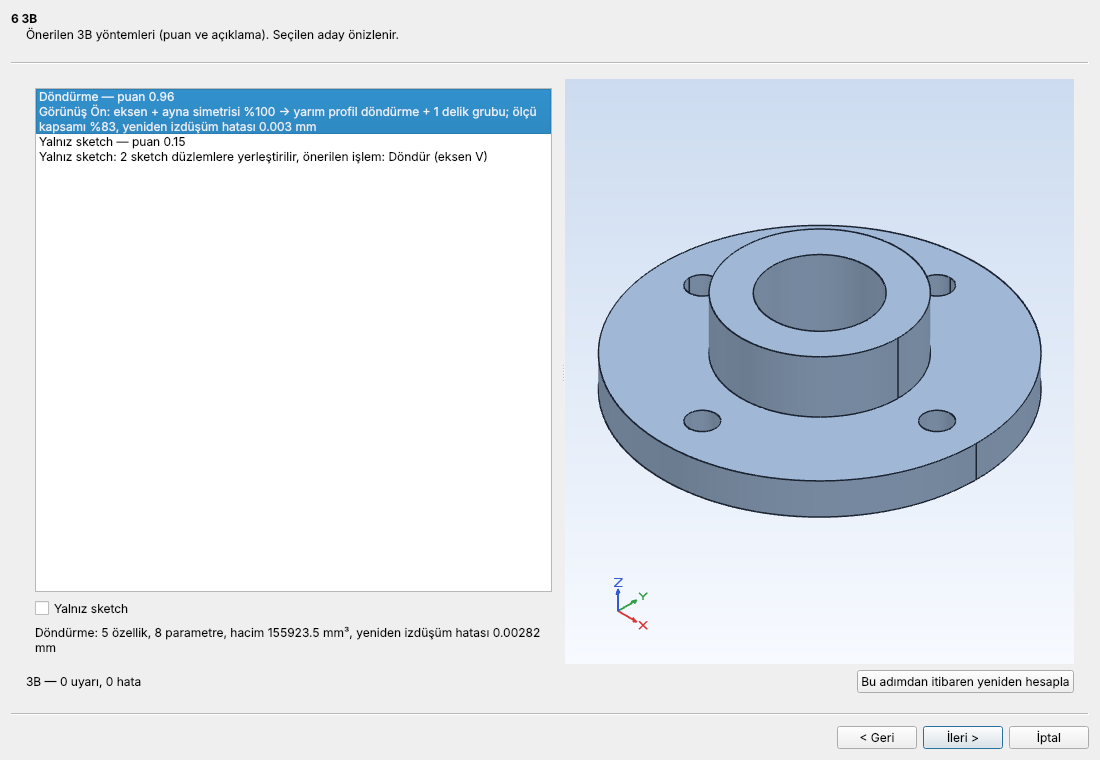 6 3B
Önerilen 3B yöntemleri (puan ve açıklama). Seçilen aday önizlenir.
Döndürme — puan 0.96
Görünüş Ön: eksen + ayna simetrisi %100 → yarım profil döndürme + 1 delik grubu; ölçü
kapsamı %83, yeniden izdüşüm hatası 0.003 mm
Yalnız sketch — puan 0.15
Yalnız sketch: 2 sketch düzlemlere yerleştirilir, önerilen işlem: Döndür (eksen V)
Z
Y
X
Yalnız sketch
Döndürme: 5 özellik, 8 parametre, hacim 155923.5 mm³, yeniden izdüşüm hatası 0.00282
mm
3B — 0 uyarı, 0 hata
Bu adımdan itibaren yeniden hesapla
< Geri
İleri >
İptal